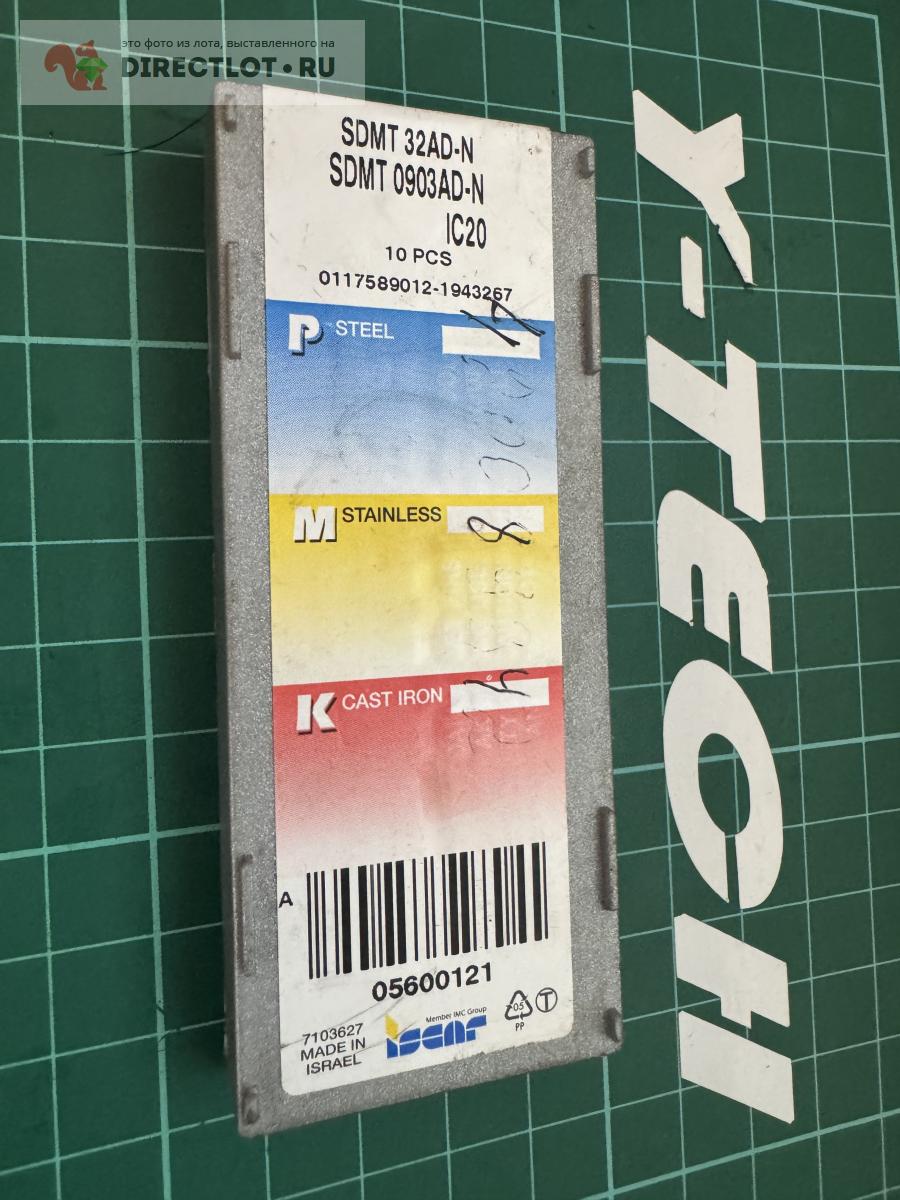 это фото из лота, выставленного на
DIRECTLOT•RU
SDMT 32AD-N
SDMT 0903AD-N
IC20
10 PCS
0117589012-1943267
P STEEL
M STAINLESS
8
K CAST IRON
A
05600121
7103627
MADE IN
ISRAEL
Member IMC Group
iscar
05
PP
T
Y-TECH